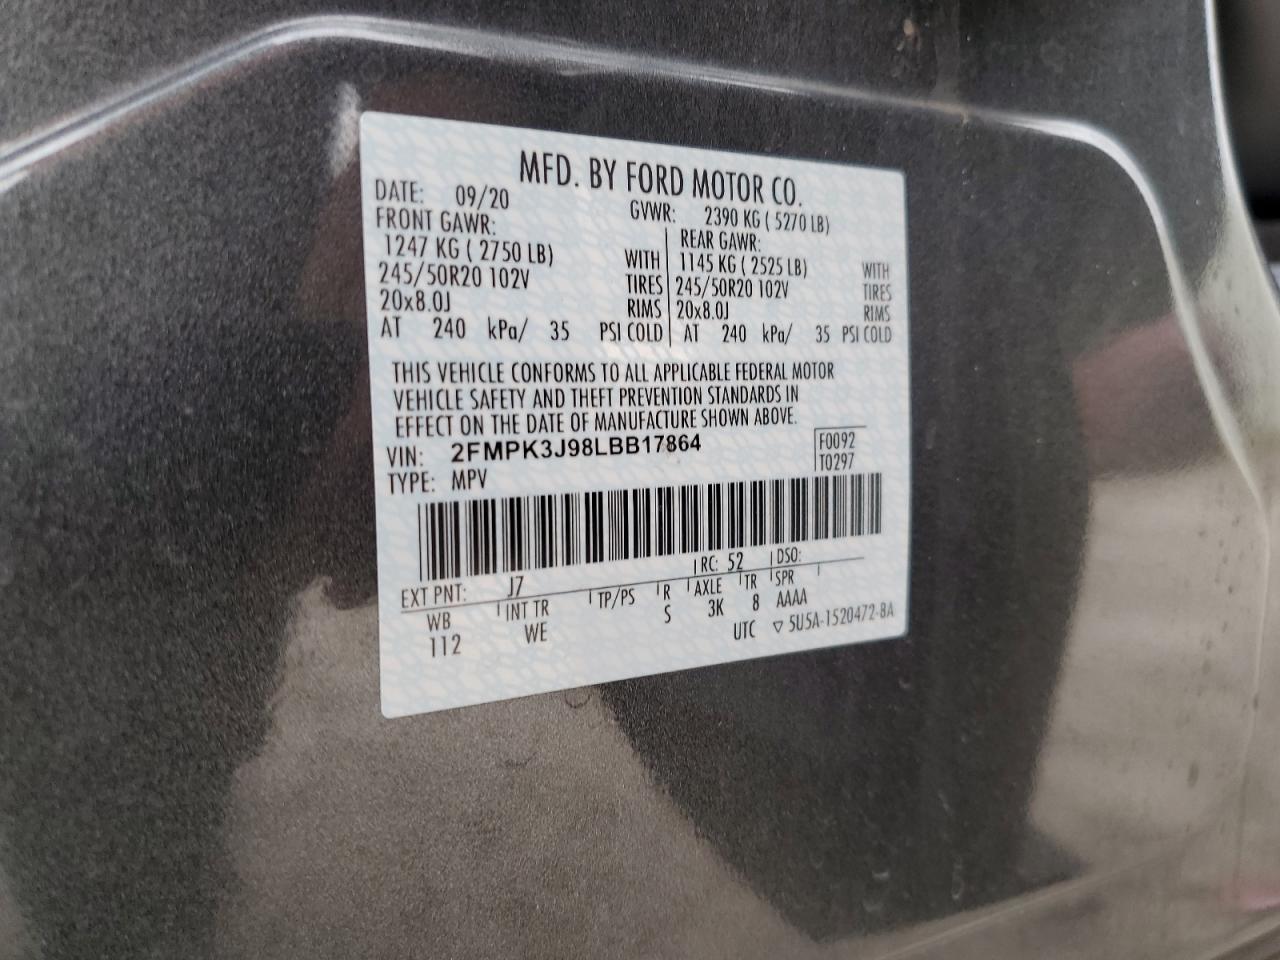 MFD. BY FORD MOTOR CO.
DATE: 09/20 GVWR: 2390 KG ( 5270 LB)
FRONT GAWR: REAR GAWR:
1247 KG ( 2750 LB) WITH 1145 KG ( 2525 LB) WITH
245/50R20 102V TIRES 245/50R20 102V TIRES
20x8.0J RIMS 20x8.0J RIMS
AT 240 kPa/ 35 PSI COLD AT 240 kPa/ 35 PSI COLD
THIS VEHICLE CONFORMS TO ALL APPLICABLE FEDERAL MOTOR
VEHICLE SAFETY AND THEFT PREVENTION STANDARDS IN
EFFECT ON THE DATE OF MANUFACTURE SHOWN ABOVE.
VIN: 2FMPK3J98LBB17864 F0092
TYPE: MPV T0297
EXT PNT: J7 RC: 52 DSO:
WB INT TR TP/PS R AXLE TR SPR
112 WE S 3K 8 AAAA
UTC ▽ 5U5A-1520472-BA